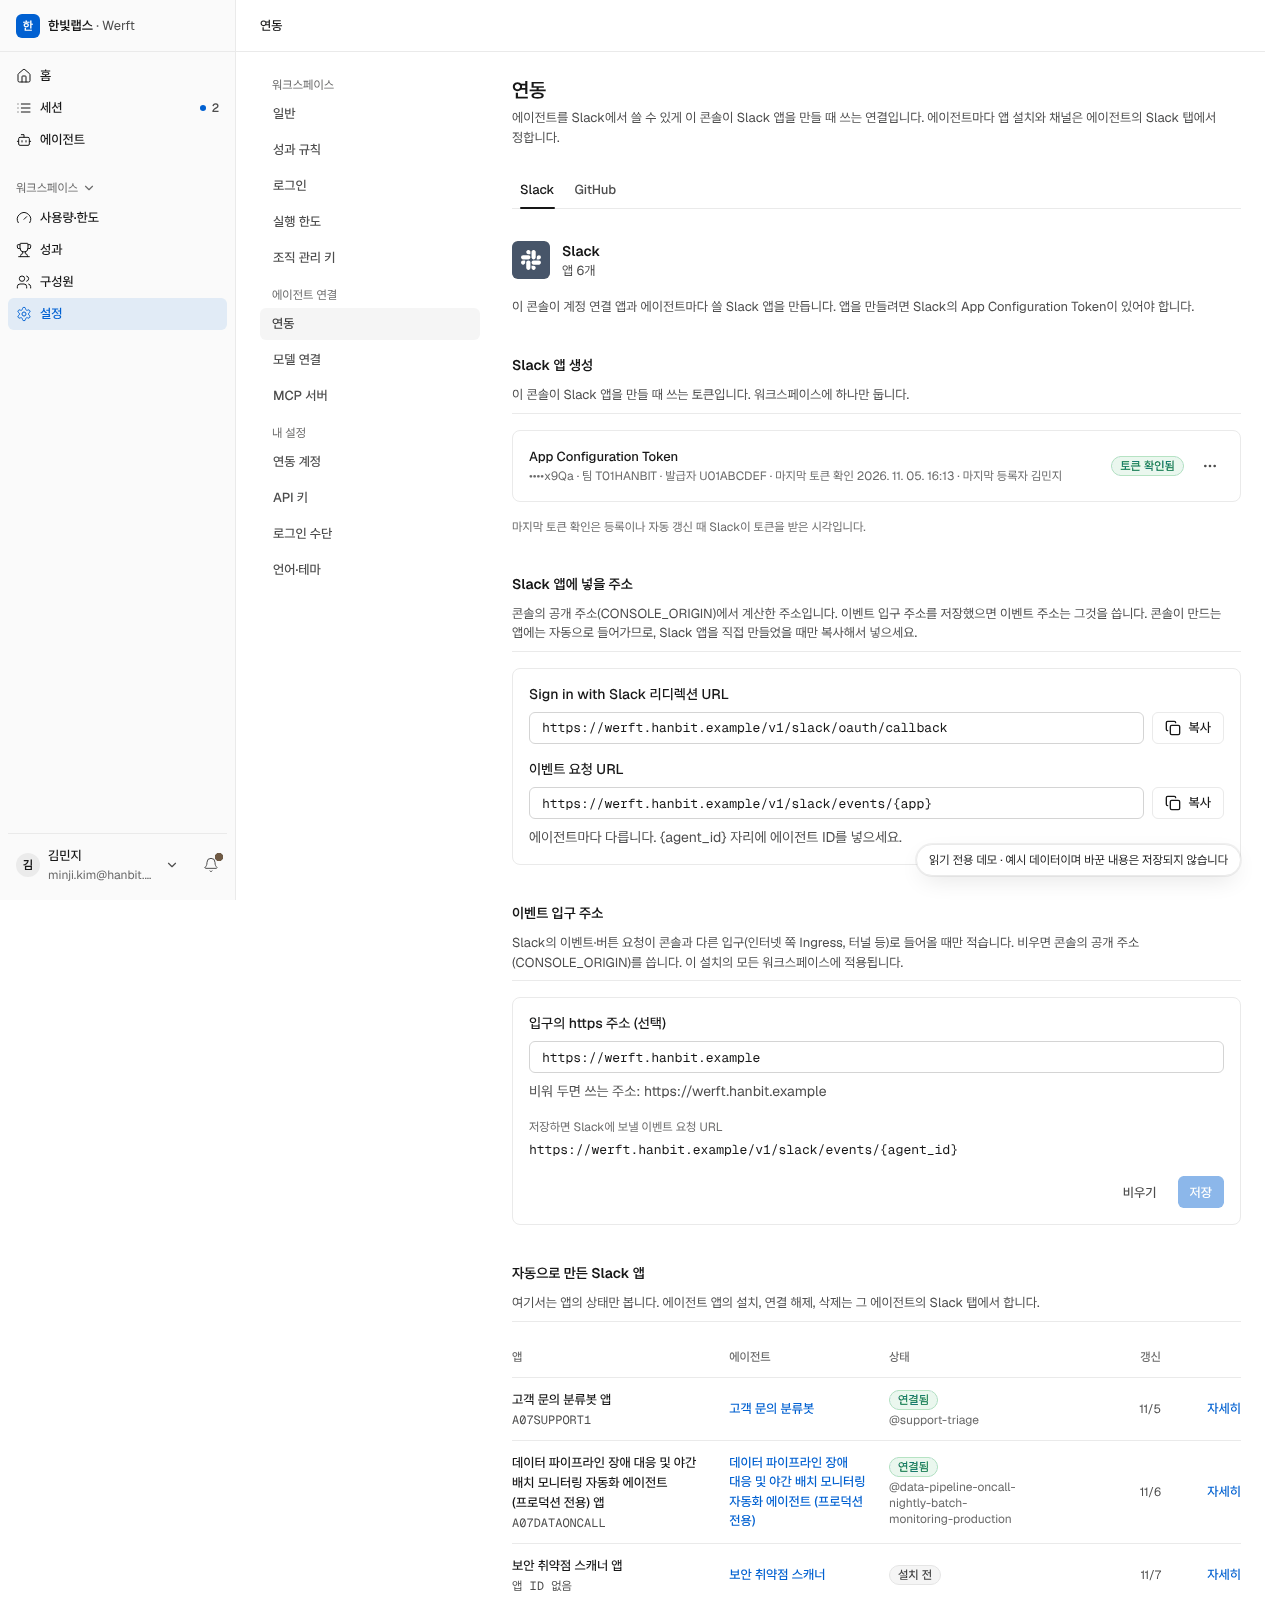 한 한빛랩스 · Werft
연동
홈
세션 2
에이전트
워크스페이스
사용량·한도
성과
구성원
설정
김 김민지
minji.kim@hanbit....
워크스페이스
일반
성과 규칙
로그인
실행 한도
조직 관리 키
에이전트 연결
연동
모델 연결
MCP 서버
내 설정
연동 계정
API 키
로그인 수단
언어·테마
연동
에이전트를 Slack에서 쓸 수 있게 이 콘솔이 Slack 앱을 만들 때 쓰는 연결입니다. 에이전트마다 앱 설치와 채널은 에이전트의 Slack 탭에서
정합니다.
Slack GitHub
Slack
앱 6개
이 콘솔이 계정 연결 앱과 에이전트마다 쓸 Slack 앱을 만듭니다. 앱을 만들려면 Slack의 App Configuration Token이 있어야 합니다.
Slack 앱 생성
이 콘솔이 Slack 앱을 만들 때 쓰는 토큰입니다. 워크스페이스에 하나만 둡니다.
App Configuration Token
••••x9Qa · 팀 T01HANBIT · 발급자 U01ABCDEF · 마지막 토큰 확인 2026. 11. 05. 16:13 · 마지막 등록자 김민지
토큰 확인됨
마지막 토큰 확인은 등록이나 자동 갱신 때 Slack이 토큰을 받은 시각입니다.
Slack 앱에 넣을 주소
콘솔의 공개 주소(CONSOLE_ORIGIN)에서 계산한 주소입니다. 이벤트 입구 주소를 저장했으면 이벤트 주소는 그것을 씁니다. 콘솔이 만드는
앱에는 자동으로 들어가므로, Slack 앱을 직접 만들었을 때만 복사해서 넣으세요.
Sign in with Slack 리디렉션 URL
https://werft.hanbit.example/v1/slack/oauth/callback 복사
이벤트 요청 URL
https://werft.hanbit.example/v1/slack/events/{app} 복사
에이전트마다 다릅니다. {agent_id} 자리에 에이전트 ID를 넣으세요.
읽기 전용 데모 · 예시 데이터이며 바꾼 내용은 저장되지 않습니다
이벤트 입구 주소
Slack의 이벤트·버튼 요청이 콘솔과 다른 입구(인터넷 쪽 Ingress, 터널 등)로 들어올 때만 적습니다. 비우면 콘솔의 공개 주소
(CONSOLE_ORIGIN)를 씁니다. 이 설치의 모든 워크스페이스에 적용됩니다.
입구의 https 주소 (선택)
https://werft.hanbit.example
비워 두면 쓰는 주소: https://werft.hanbit.example
저장하면 Slack에 보낼 이벤트 요청 URL
https://werft.hanbit.example/v1/slack/events/{agent_id}
비우기 저장
자동으로 만든 Slack 앱
여기서는 앱의 상태만 봅니다. 에이전트 앱의 설치, 연결 해제, 삭제는 그 에이전트의 Slack 탭에서 합니다.
앱 에이전트 상태 갱신
고객 문의 분류봇 앱
A07SUPPORT1
고객 문의 분류봇
연결됨
@support-triage
11/5 자세히
데이터 파이프라인 장애 대응 및 야간
배치 모니터링 자동화 에이전트
(프로덕션 전용) 앱
A07DATAONCALL
데이터 파이프라인 장애
대응 및 야간 배치 모니터링
자동화 에이전트 (프로덕션
전용)
연결됨
@data-pipeline-oncall-
nightly-batch-
monitoring-production
11/6 자세히
보안 취약점 스캐너 앱
앱 ID 없음
보안 취약점 스캐너
설치 전
11/7 자세히